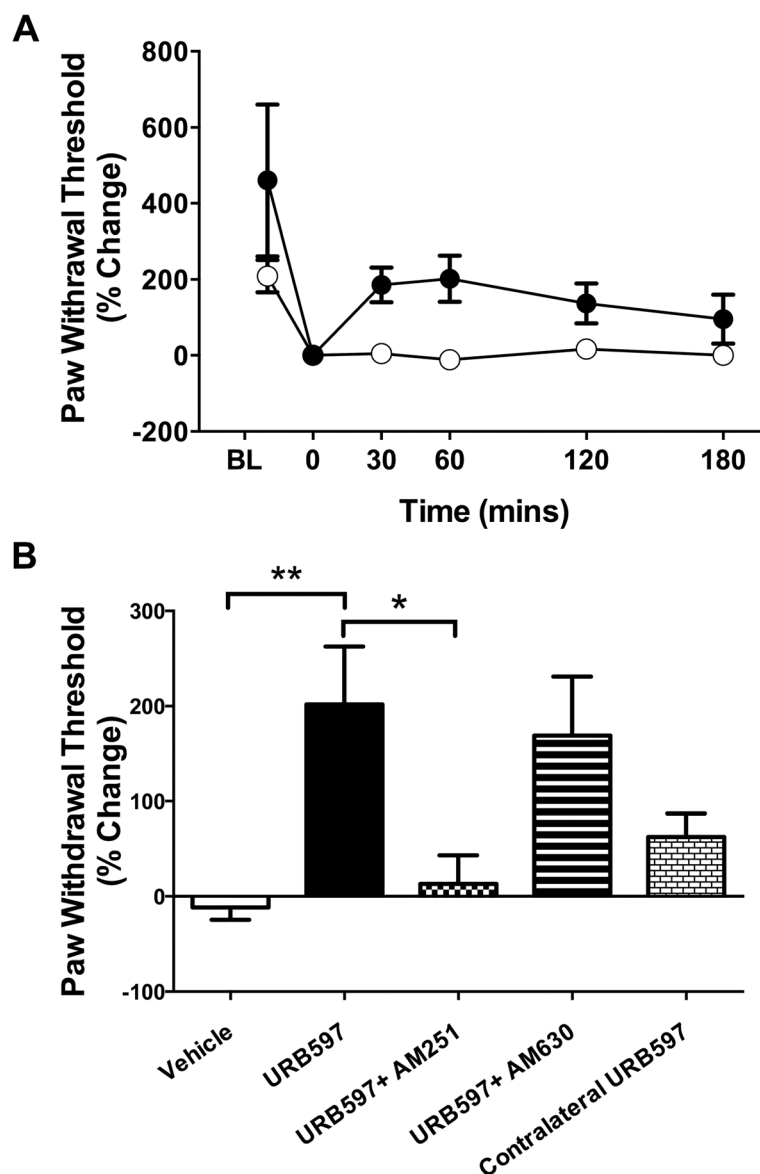 A
Paw Withrawal Threshold
(% Change)
800
600
400
200
0
-200
BL 0 30 60 120 180
Time (mins)
B
Paw Withdrawal Threshold
(% Change)
300
200
100
0
-100
**
*
Vehicle
URB597
URB597+ AM251
URB597+ AM630
Contralateral URB597